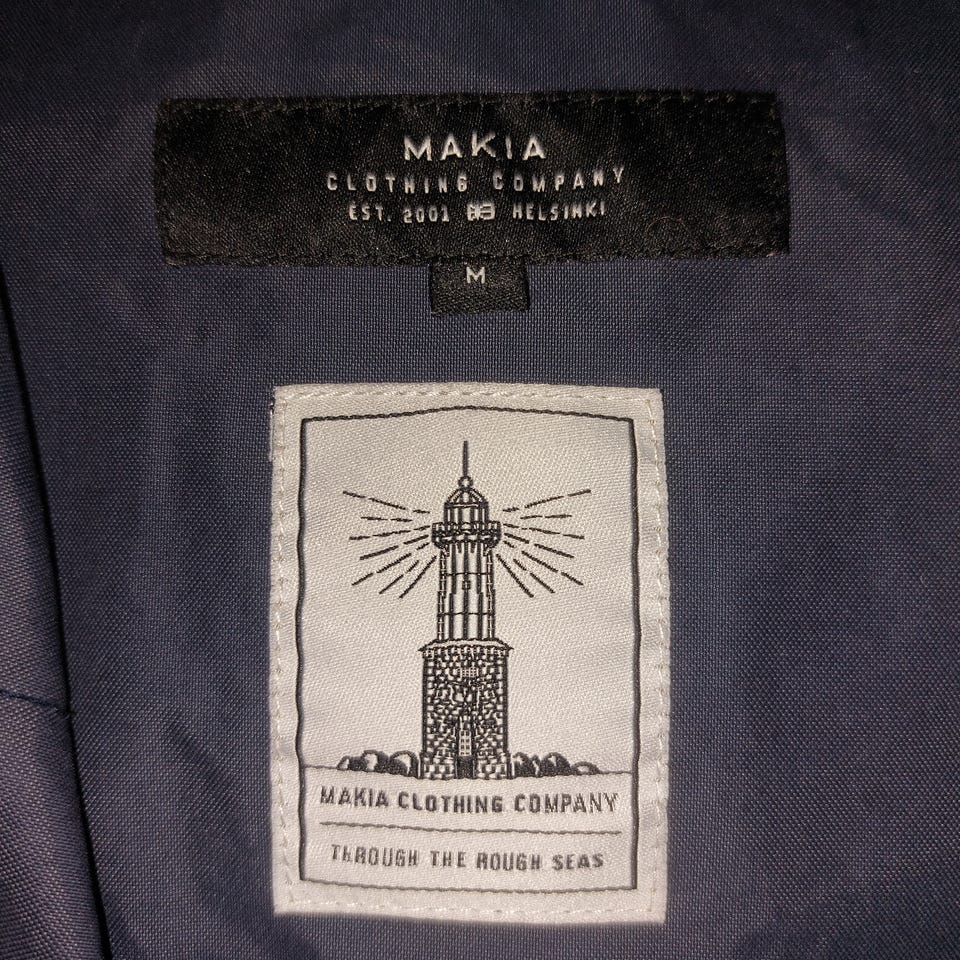 MAKIA
CLOTHING COMPANY
EST. 2001 HELSINKI
M
MAKIA CLOTHING COMPANY
THROUGH THE ROUGH SEAS